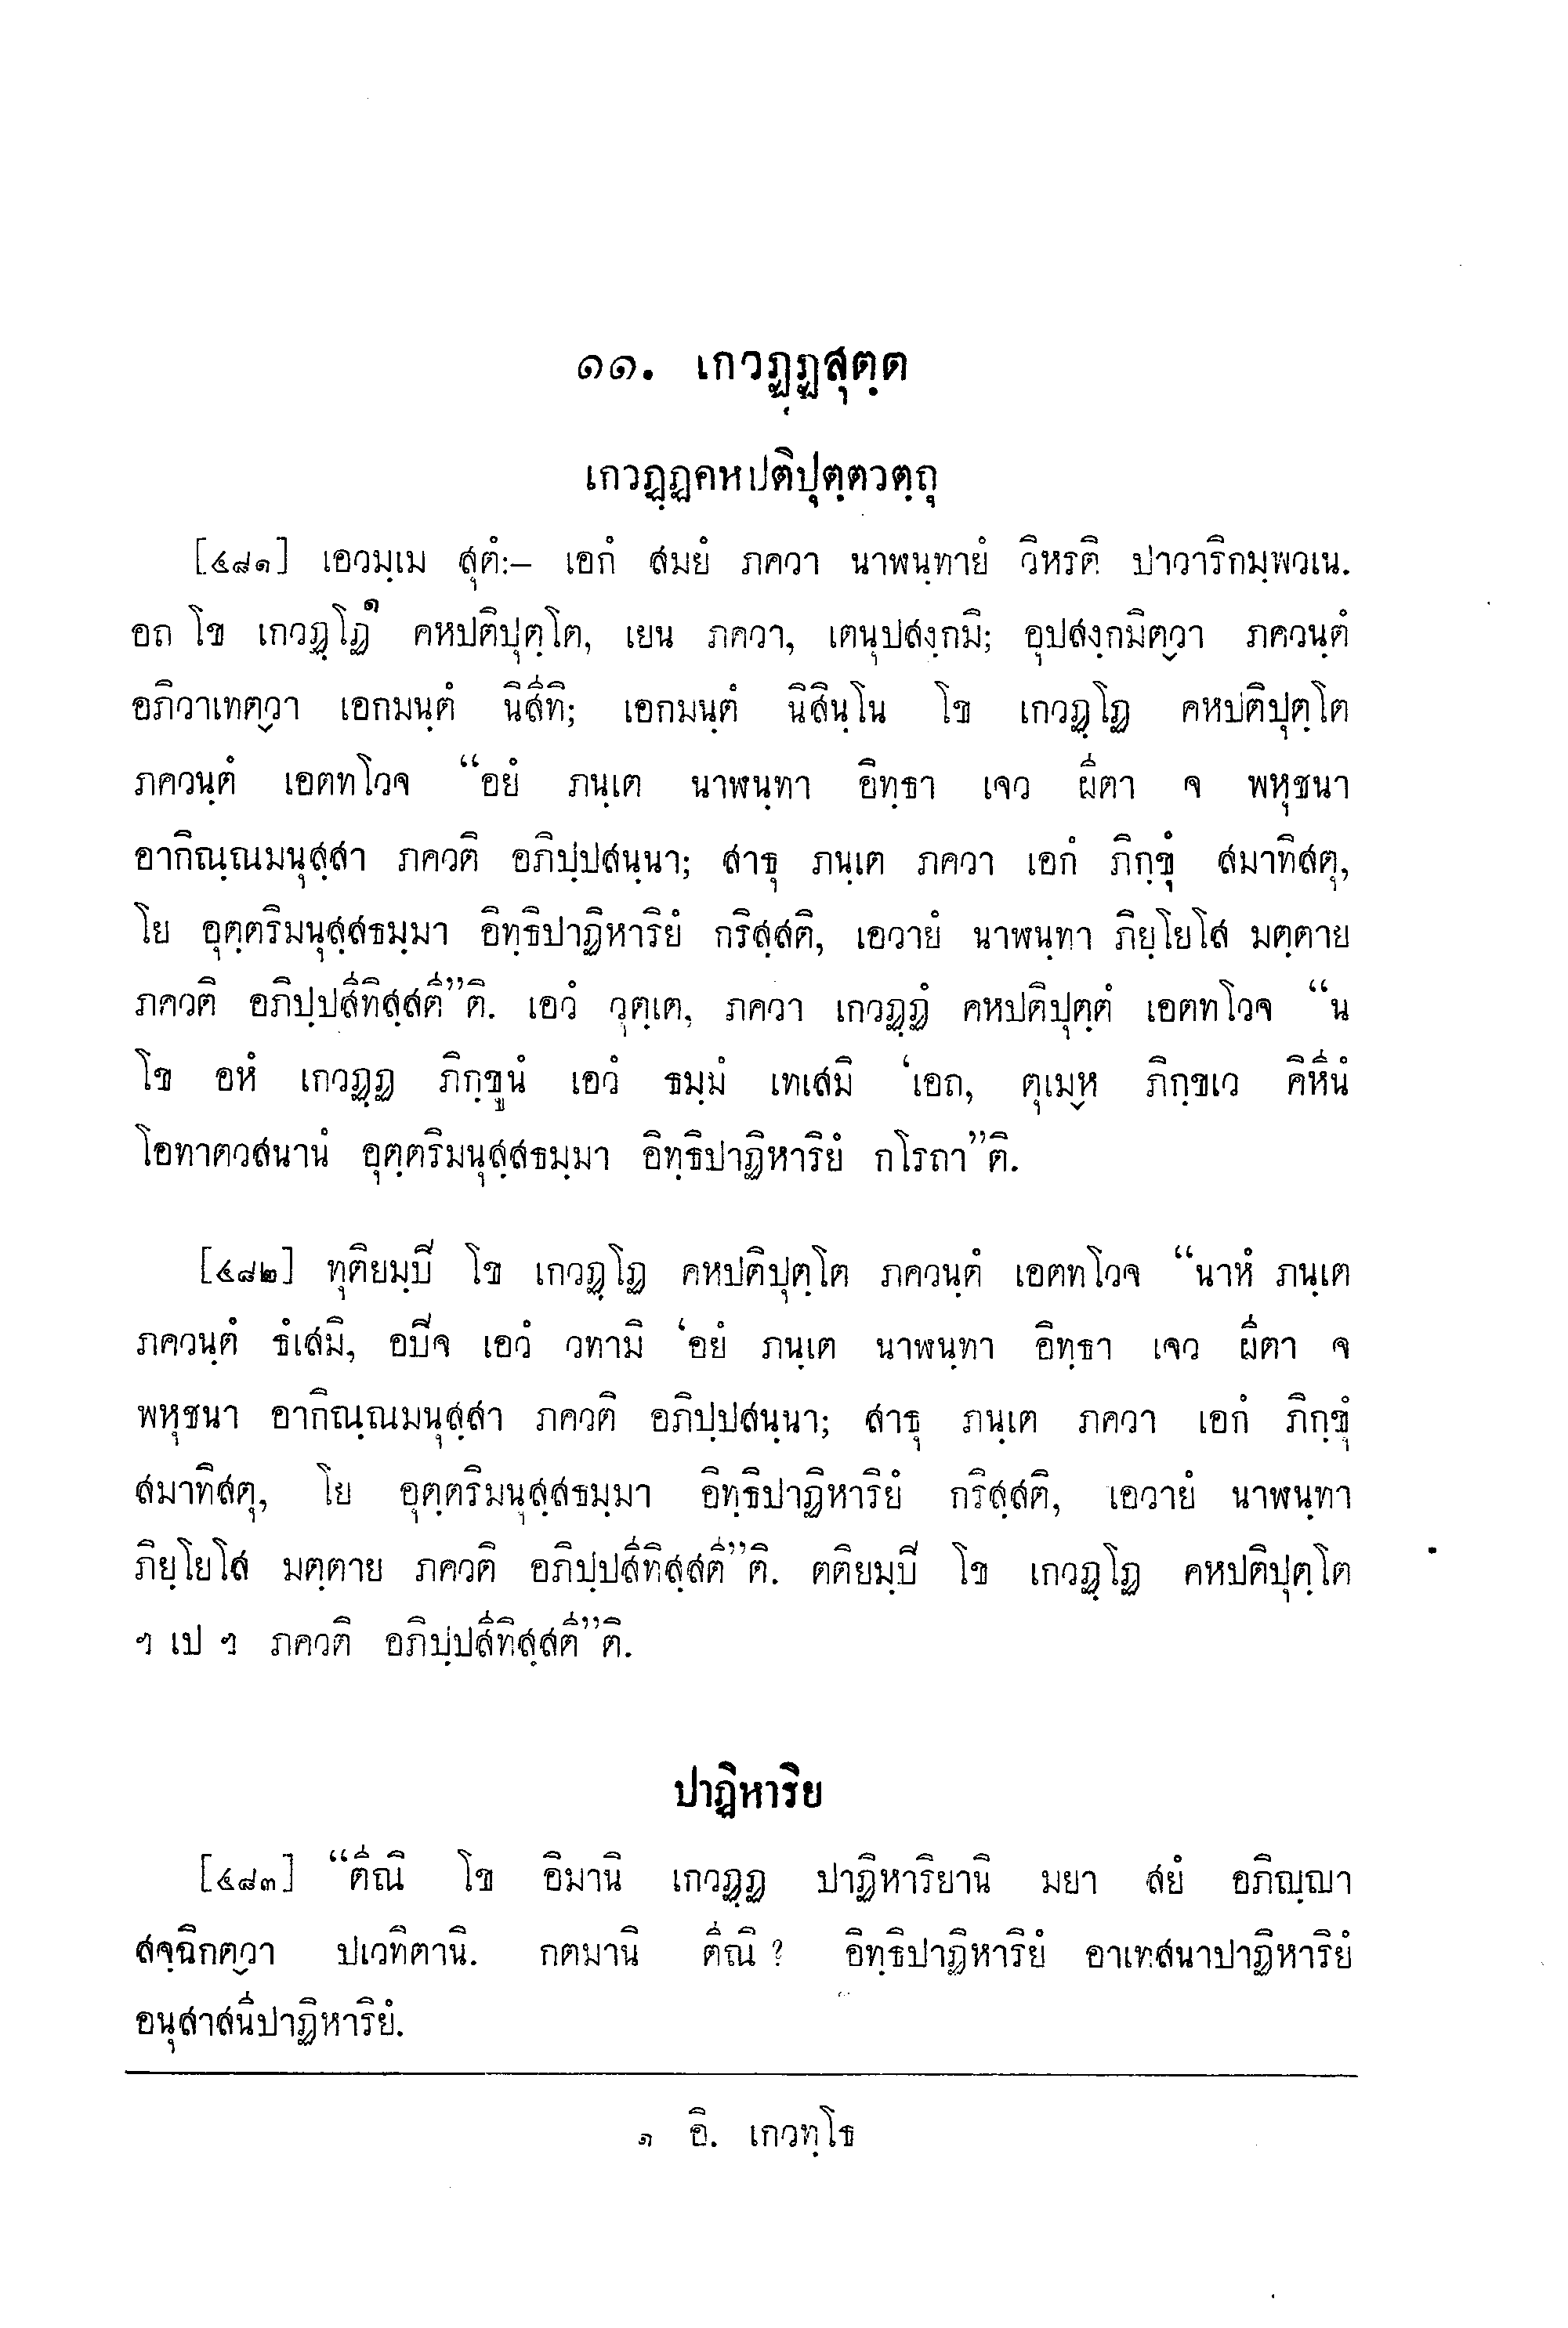 ๑๑. เกวฏฺฏสุตฺต
เกวฏฺฏคหปติปุตฺตวตฺถุ
[๔๘๑] เอวมฺเม สุตํ:– เอกํ สมยํ ภควา นาฬนฺทายํ วิหรติ ปาวาริกมฺพวเน.
อถ โข เกวฏฺโฏ๑ คหปติปุตฺโต, เยน ภควา, เตนุปสงฺกมิ; อุปสงฺกมิตฺวา ภควนฺตํ
อภิวาเทตฺวา เอกมนฺตํ นิสีทิ; เอกมนฺตํ นิสินฺโน โข เกวฏฺโฏ คหปติปุตฺโต
ภควนฺตํ เอตทโวจ “อยํ ภนฺเต นาฬนฺทา อิทฺธา เจว ผีตา จ พหุชนา
อากิณฺณมนุสฺสา ภควติ อภิปฺปสนฺนา; สาธุ ภนฺเต ภควา เอกํ ภิกฺขุํ สมาทิสตุ,
โย อุตฺตริมนุสฺสธมฺมา อิทฺธิปาฏิหาริยํ กริสฺสติ, เอวายํ นาฬนฺทา ภิยฺโยโส มตฺตาย
ภควติ อภิปฺปสีทิสฺสตี”ติ. เอวํ วุตฺเต, ภควา เกวฏฺฏํ คหปติปุตฺตํ เอตทโวจ “น
โข อหํ เกวฏฺฏ ภิกฺขูนํ เอวํ ธมฺมํ เทเสมิ ‘เอถ, ตุเมฺห ภิกฺขเว คิหีนํ
โอทาตวสนานํ อุตฺตริมนุสฺสธมฺมา อิทฺธิปาฏิหาริยํ กโรถา”ติ.
[๔๘๒] ทุติยมฺปิ โข เกวฏฺโฏ คหปติปุตฺโต ภควนฺตํ เอตทโวจ “นาหํ ภนฺเต
ภควนฺตํ ธํเสมิ, อปิจ เอวํ วทามิ ‘อยํ ภนฺเต นาฬนฺทา อิทฺธา เจว ผีตา จ
พหุชนา อากิณฺณมนุสฺสา ภควติ อภิปฺปสนฺนา; สาธุ ภนฺเต ภควา เอกํ ภิกฺขุํ
สมาทิสตุ, โย อุตฺตริมนุสฺสธมฺมา อิทฺธิปาฏิหาริยํ กริสฺสติ, เอวายํ นาฬนฺทา
ภิยฺโยโส มตฺตาย ภควติ อภิปฺปสีทิสฺสตี”ติ. ตติยมฺปิ โข เกวฏฺโฏ คหปติปุตฺโต
ฯ เป ฯ ภควติ อภิปฺปสีทิสฺสตี”ติ.
ปาฏิหาริย
[๔๘๓] “ตีณิ โข อิมานิ เกวฏฺฏ ปาฏิหาริยานิ มยา สยํ อภิญฺญา
สจฺฉิกตฺวา ปเวทิตานิ. กตมานิ ตีณิ ? อิทฺธิปาฏิหาริยํ อาเทสนาปาฏิหาริยํ
อนุสาสนีปาฏิหาริยํ.
๑ อิ. เกวทฺโธ